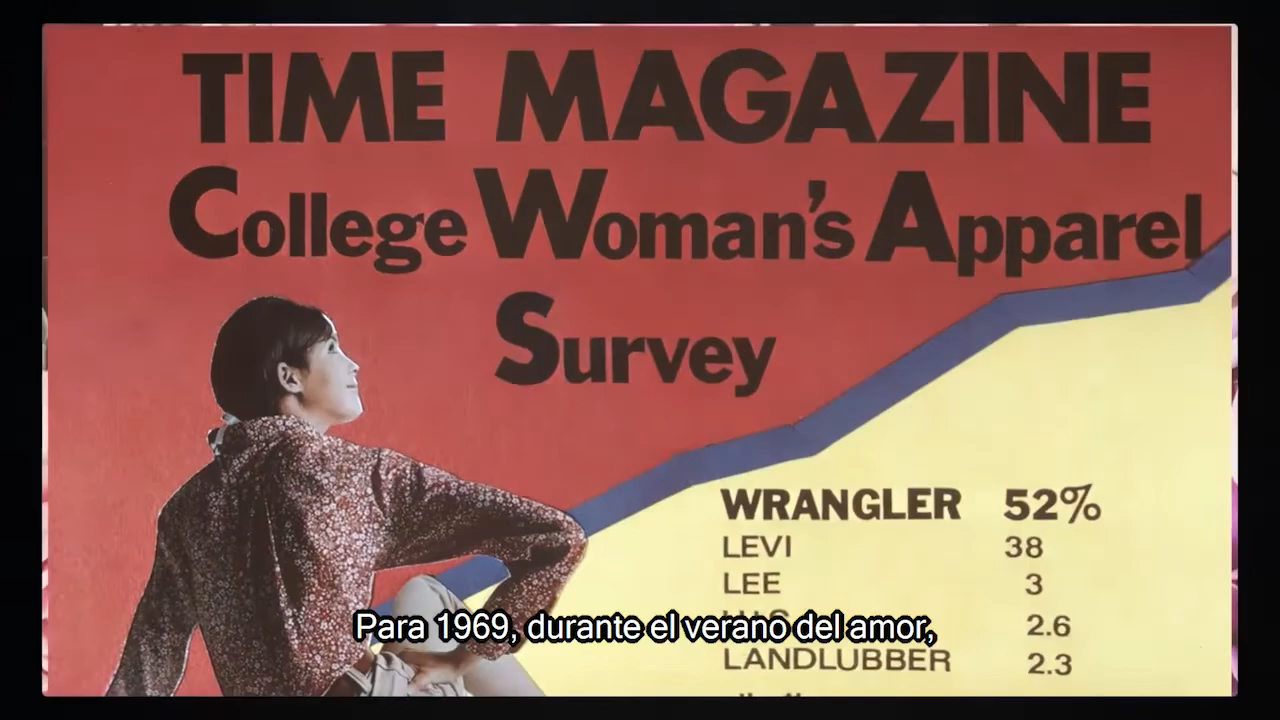 TIME MAGAZINE
College Woman's Apparel
Survey
WRANGLER 52%
LEVI 38
LEE 3
2.6
LANDLUBBER 2.3
Para 1969, durante el verano del amor,